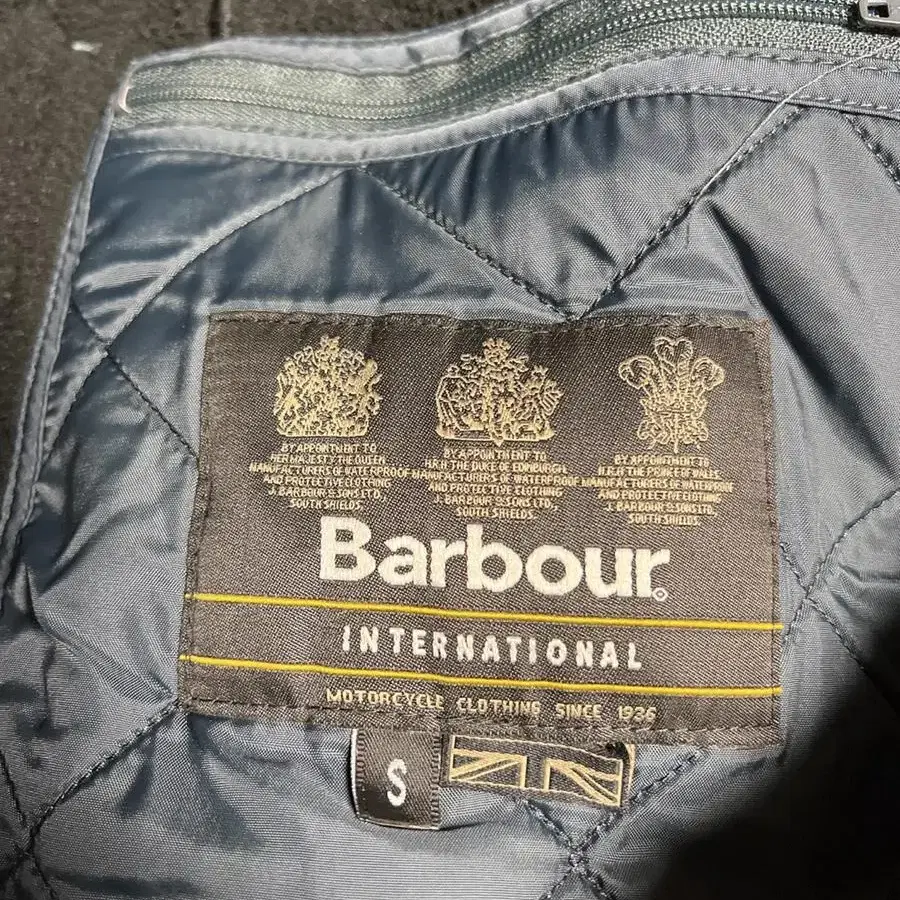 BY APPOINTMENT TO
HER MAJESTY THE QUEEN
MANUFACTURERS OF WATERPROOF
AND PROTECTIVE CLOTHING
J. BARBOUR & SONS LTD,
SOUTH SHIELDS.
BY APPOINTMENT TO
H.R.H THE DUKE OF EDINBURGH
MANUFACTURERS OF WATERPROOF
AND PROTECTIVE CLOTHING
J. BARBOUR & SONS LTD.,
SOUTH SHIELDS.
BY APPOINTMENT TO
H.R.H THE PRINCE OF WALES
MANUFACTURERS OF WATERPROOF
AND PROTECTIVE CLOTHING
J. BARBOUR & SONS LTD.,
SOUTH SHIELDS.
Barbour®
INTERNATIONAL
MOTORCYCLE CLOTHING SINCE 1936
S